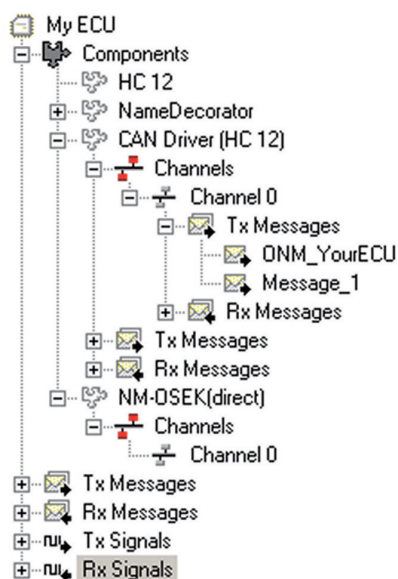 My ECU
Components
HC 12
NameDecorator
CAN Driver (HC 12)
Channels
Channel 0
Tx Messages
ONM_YourECU
Message_1
Rx Messages
Tx Messages
Rx Messages
NM-OSEK(direct)
Channels
Channel 0
Tx Messages
Rx Messages
Tx Signals
Rx Signals